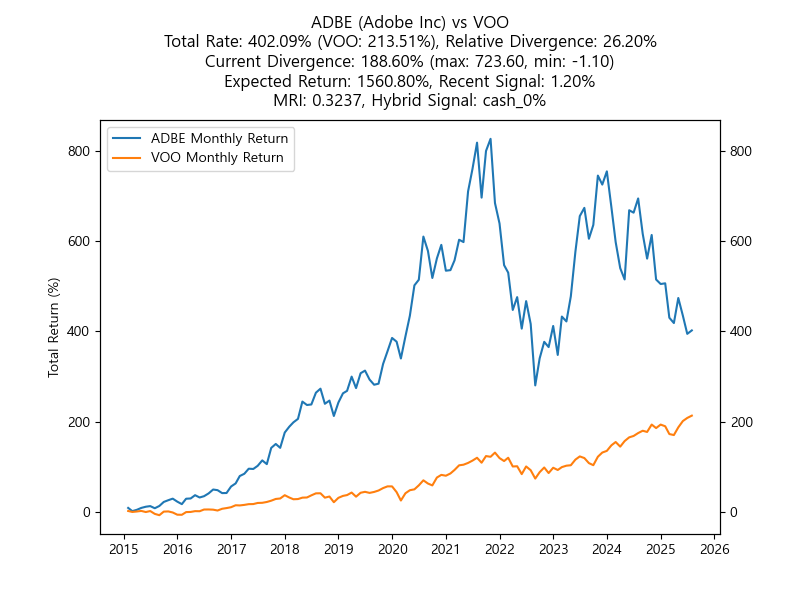 ADBE (Adobe Inc) vs VOO
Total Rate: 402.09% (VOO: 213.51%), Relative Divergence: 26.20%
Current Divergence: 188.60% (max: 723.60, min: -1.10)
Expected Return: 1560.80%, Recent Signal: 1.20%
MRI: 0.3237, Hybrid Signal: cash_0%
ADBE Monthly Return
VOO Monthly Return
Total Return (%)
800
600
400
200
0
800
600
400
200
0
2015 2016 2017 2018 2019 2020 2021 2022 2023 2024 2025 2026